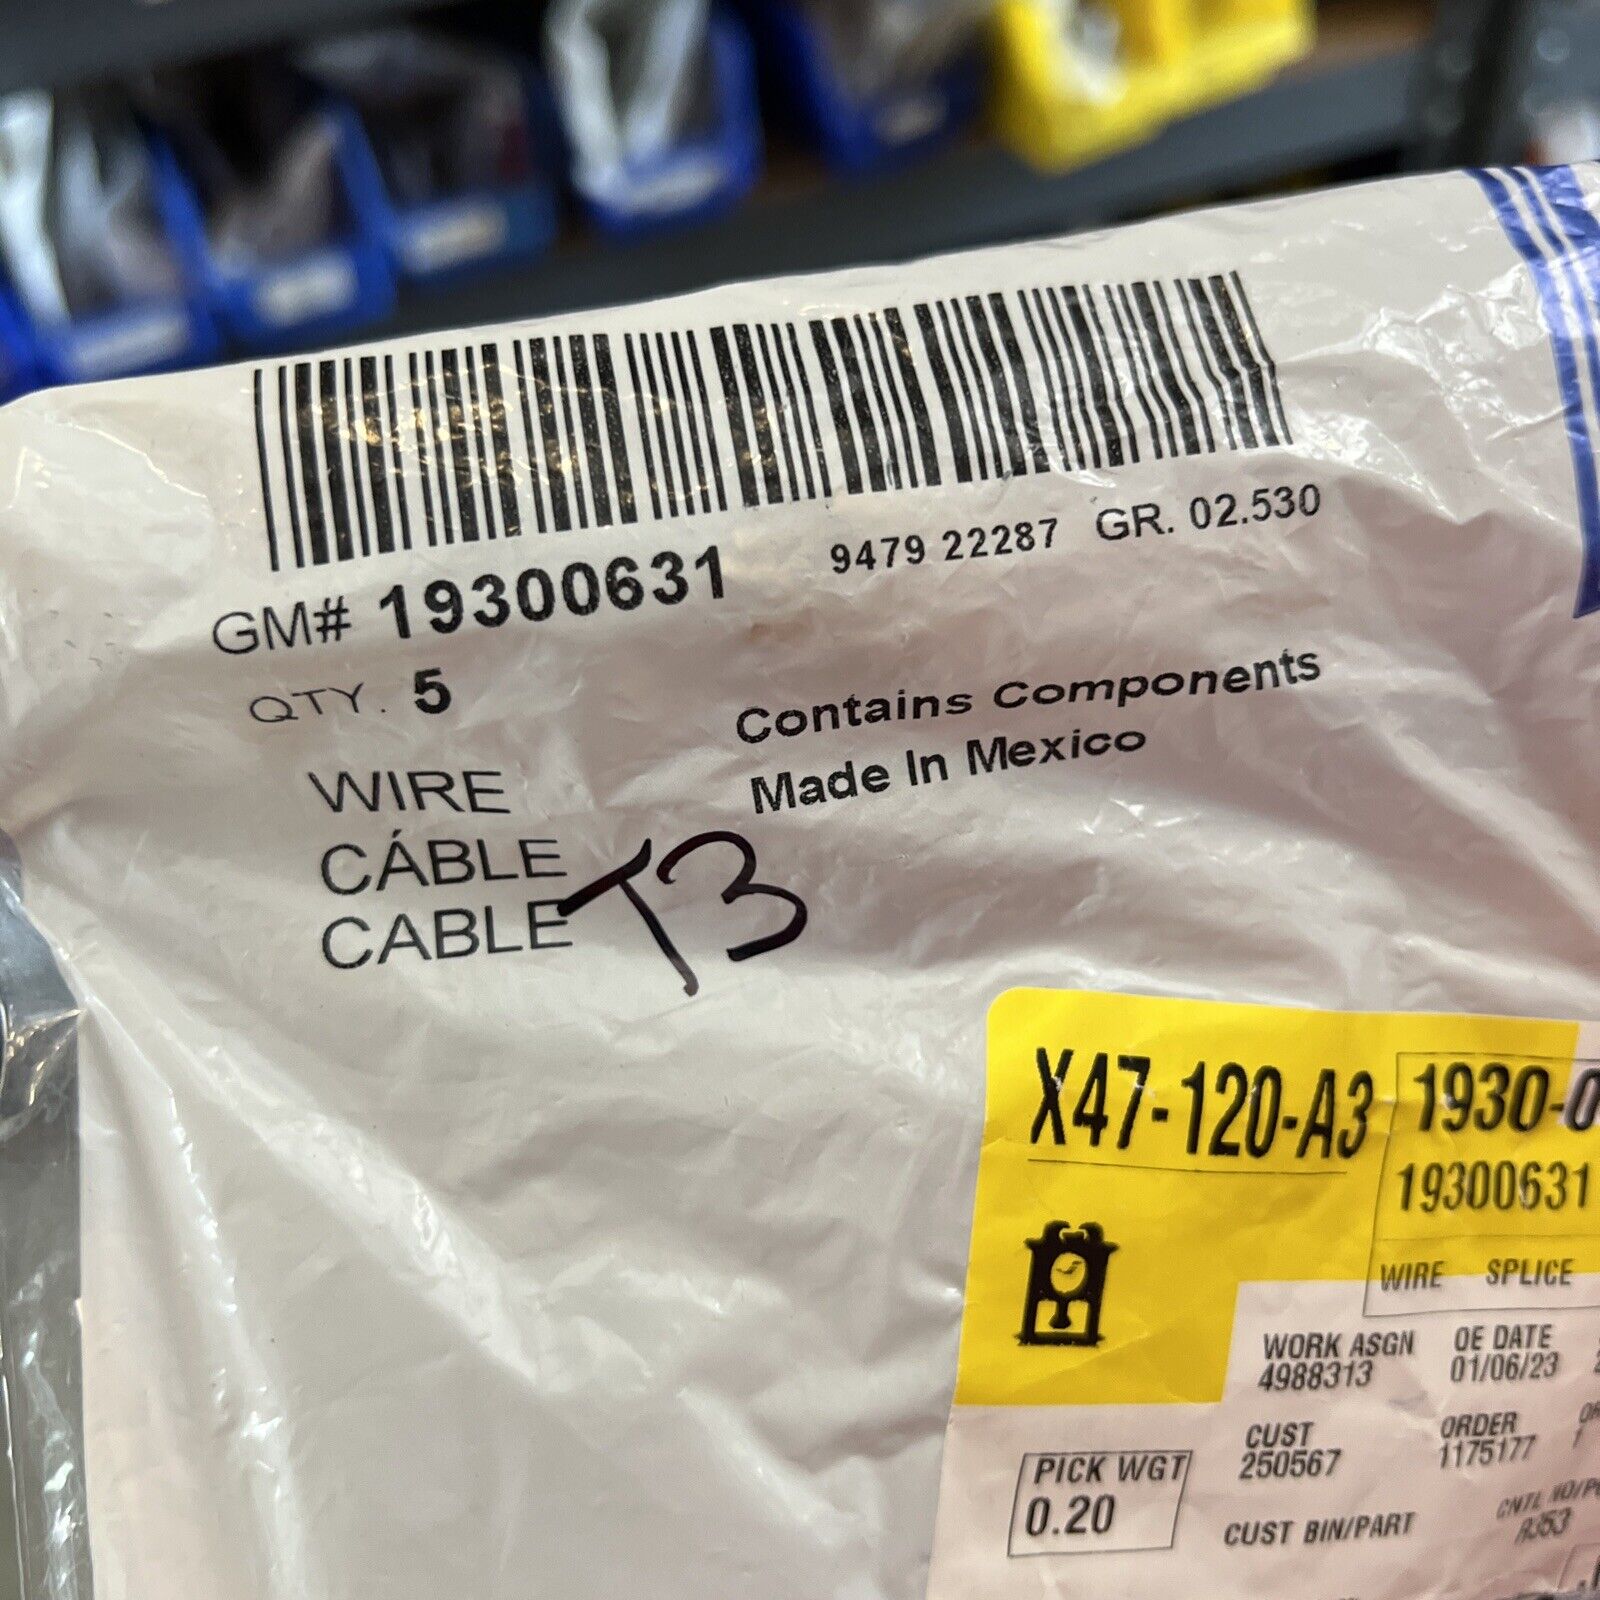 GM# 19300631 9479 22287 GR. 02.530
QTY. 5
Contains Components
Made In Mexico
WIRE
CÁBLE
CABLE
T3
X47-120-A3
1930-0
19300631
WIRE SPLICE
WORK ASGN OE DATE
4988313 01/06/23
CUST ORDER
250567 1175177
PICK WGT
0.20
CUST BIN/PART